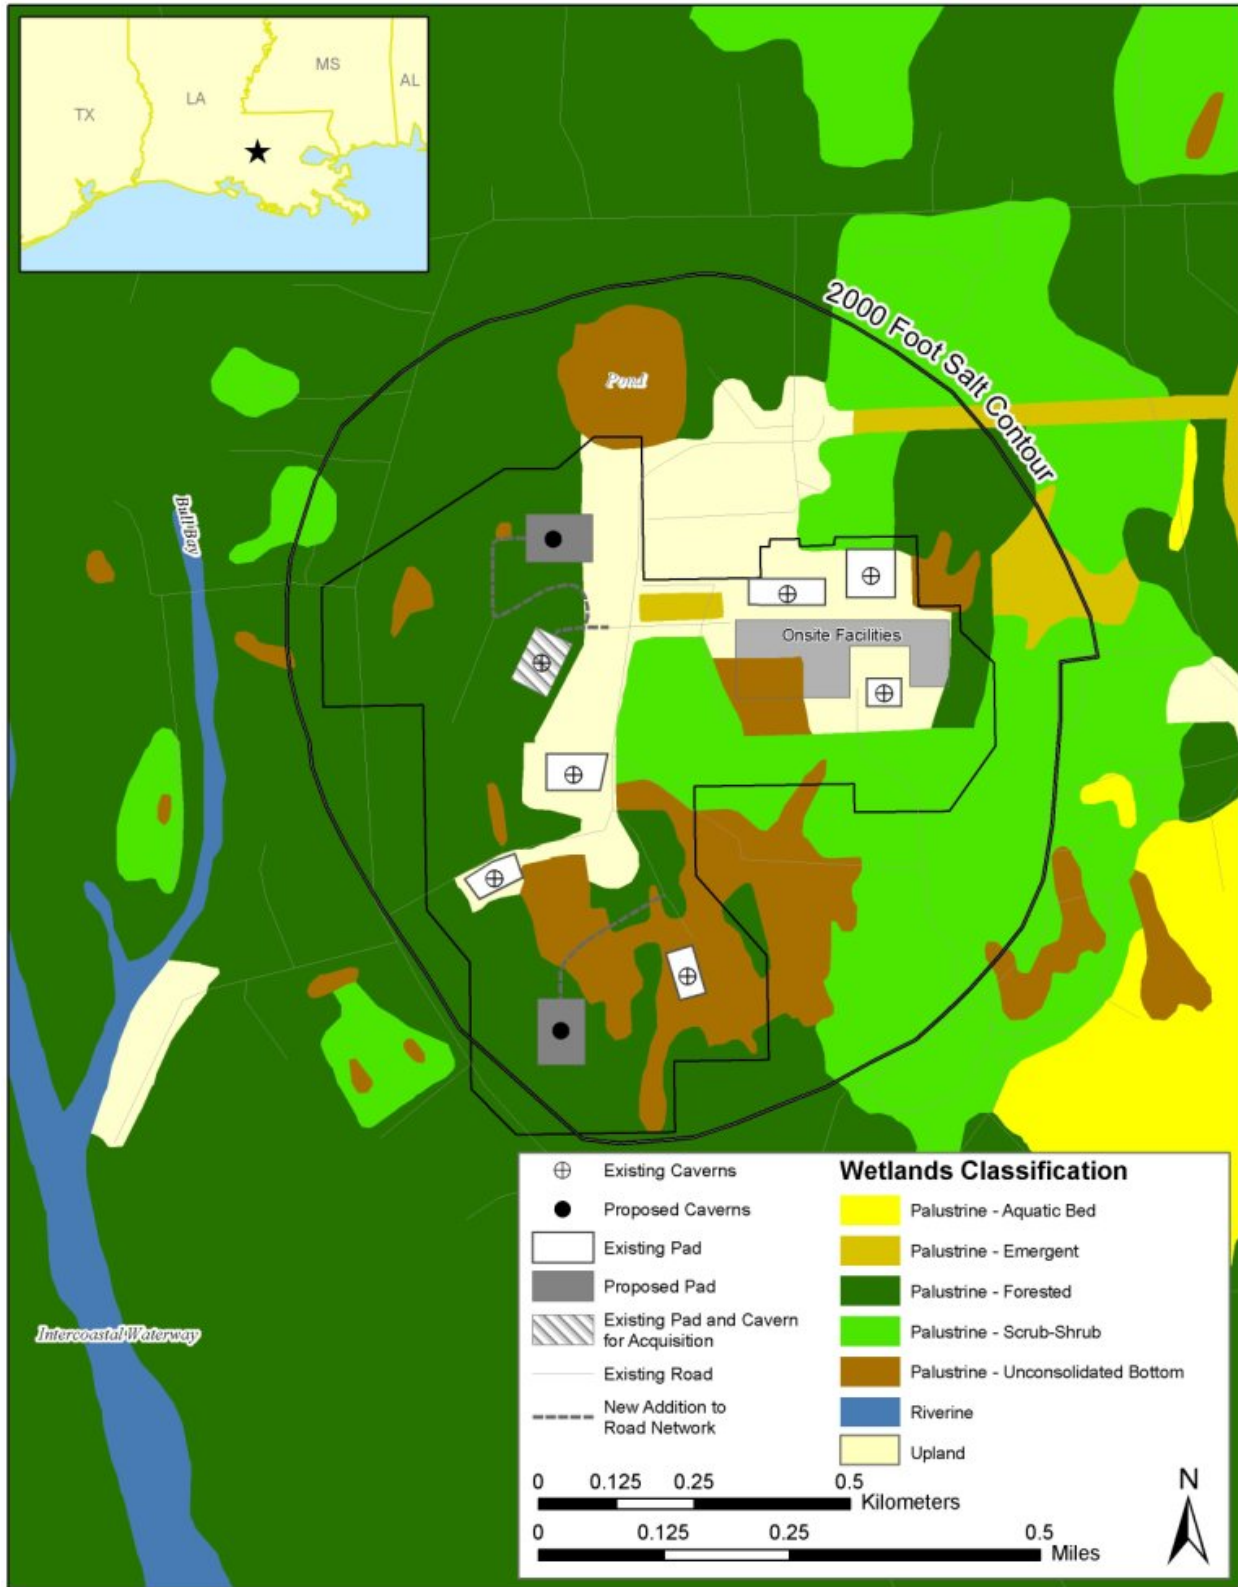 TX
LA
MS
AL
2000 Foot Salt Contour
Pond
Bull Bay
Onsite Facilities
Intercoastal Waterway
Existing Caverns
Proposed Caverns
Existing Pad
Proposed Pad
Existing Pad and Cavern
for Acquisition
Existing Road
New Addition to
Road Network
Wetlands Classification
Palustrine - Aquatic Bed
Palustrine - Emergent
Palustrine - Forested
Palustrine - Scrub-Shrub
Palustrine - Unconsolidated Bottom
Riverine
Upland
0 0.125 0.25 0.5
Kilometers
0 0.125 0.25 0.5
Miles
N